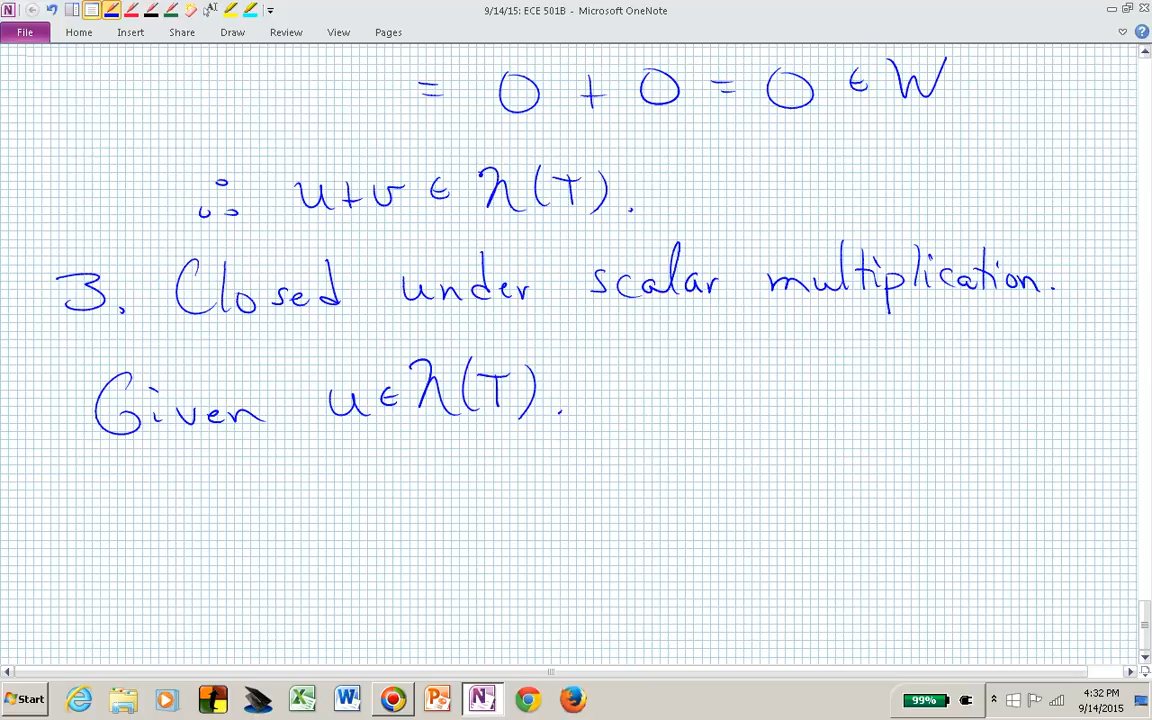 9/14/15: ECE 501B - Microsoft OneNote
File Home Insert Share Draw Review View Pages
= 0 + 0 = 0 ∈ W
∴ u+v ∈ 𝒩(T).
3. Closed under scalar multiplication.
Given u ∈ 𝒩(T).
Start
99%
4:32 PM
9/14/2015